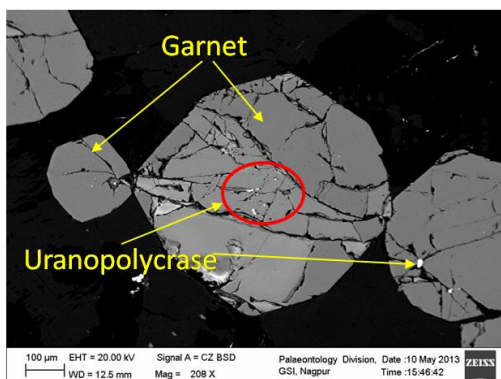 Garnet
Uranopolycrase
100 µm
EHT = 20.00 kV
WD = 12.5 mm
Signal A = CZ BSD
Mag = 208 X
Palaeontology Division,
GSI, Nagpur
Date :10 May 2013
Time :15:46:42
ZEISS